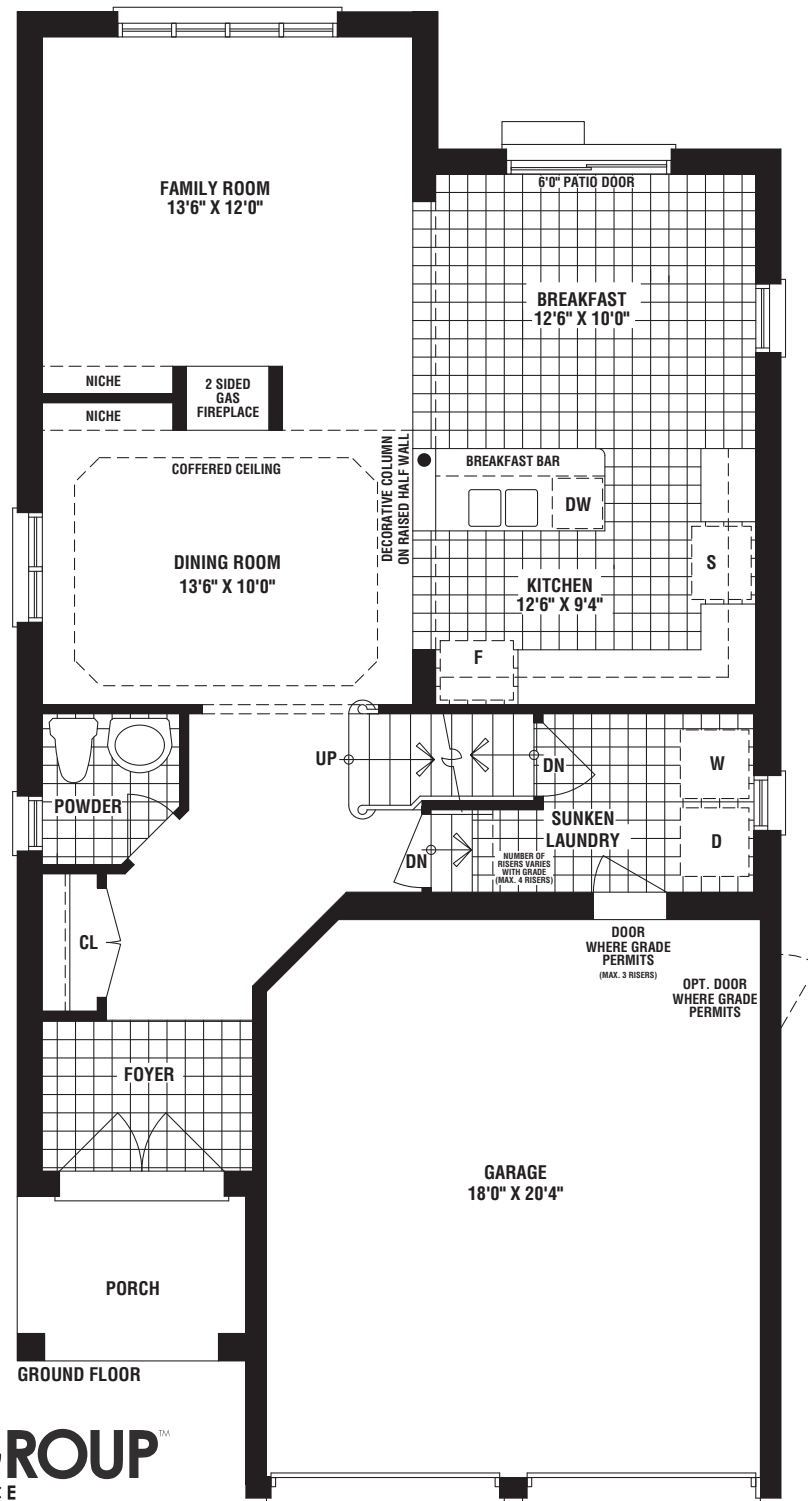 FAMILY ROOM
13'6" X 12'0"
6'0" PATIO DOOR
BREAKFAST
12'6" X 10'0"
NICHE
2 SIDED
GAS
FIREPLACE
NICHE
COFFERED CEILING
DECORATIVE COLUMN
ON RAISED HALF WALL
BREAKFAST BAR
DW
DINING ROOM
13'6" X 10'0"
S
KITCHEN
12'6" X 9'4"
F
UP
DN
W
POWDER
SUNKEN
LAUNDRY
D
DN
NUMBER OF
RISERS VARIES
WITH GRADE
(MAX. 4 RISERS)
CL
DOOR
WHERE GRADE
PERMITS
(MAX. 3 RISERS)
OPT. DOOR
WHERE GRADE
PERMITS
FOYER
GARAGE
18'0" X 20'4"
PORCH
GROUND FLOOR
ROUP™